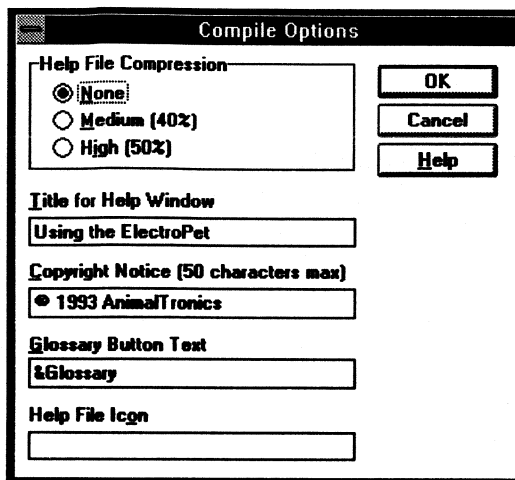 Compile Options
Help File Compression
None
Medium (40%)
High (50%)
OK
Cancel
Help
Title for Help Window
Using the ElectroPet
Copyright Notice (50 characters max)
© 1993 AnimalTronics
Glossary Button Text
&Glossary
Help File Icon